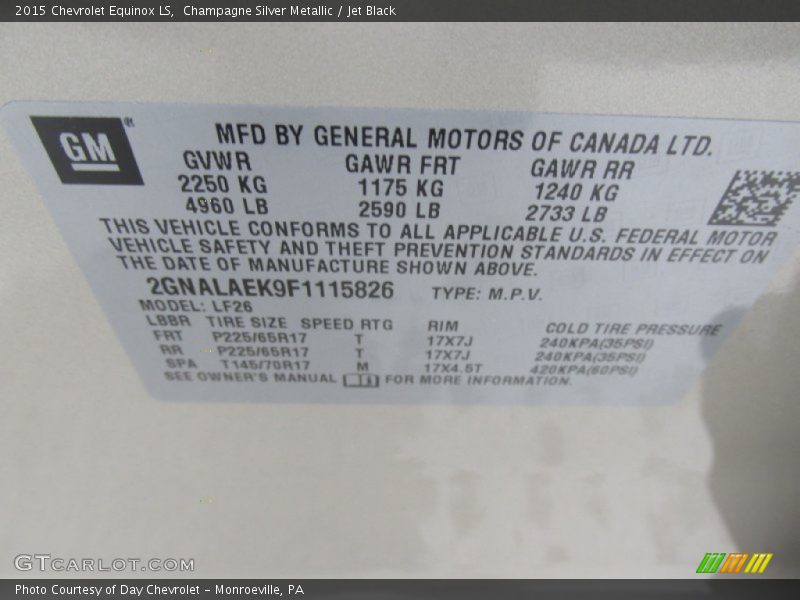 2015 Chevrolet Equinox LS,  Champagne Silver Metallic / Jet Black
GM®
MFD BY GENERAL MOTORS OF CANADA LTD.
GVWR GAWR FRT GAWR RR
2250 KG 1175 KG 1240 KG
4960 LB 2590 LB 2733 LB
THIS VEHICLE CONFORMS TO ALL APPLICABLE U.S. FEDERAL MOTOR
VEHICLE SAFETY AND THEFT PREVENTION STANDARDS IN EFFECT ON
THE DATE OF MANUFACTURE SHOWN ABOVE.
2GNALAEK9F1115826 TYPE: M.P.V.
MODEL: LF26
LBBR TIRE SIZE SPEED RTG RIM COLD TIRE PRESSURE
FRT P225/65R17 T 17X7J 240KPA(35PSI)
RR P225/65R17 T 17X7J 240KPA(35PSI)
SPA T145/70R17 M 17X4.5T 420KPA(60PSI)
SEE OWNER'S MANUAL FOR MORE INFORMATION.
GTCARLOT.COM
Photo Courtesy of Day Chevrolet - Monroeville, PA